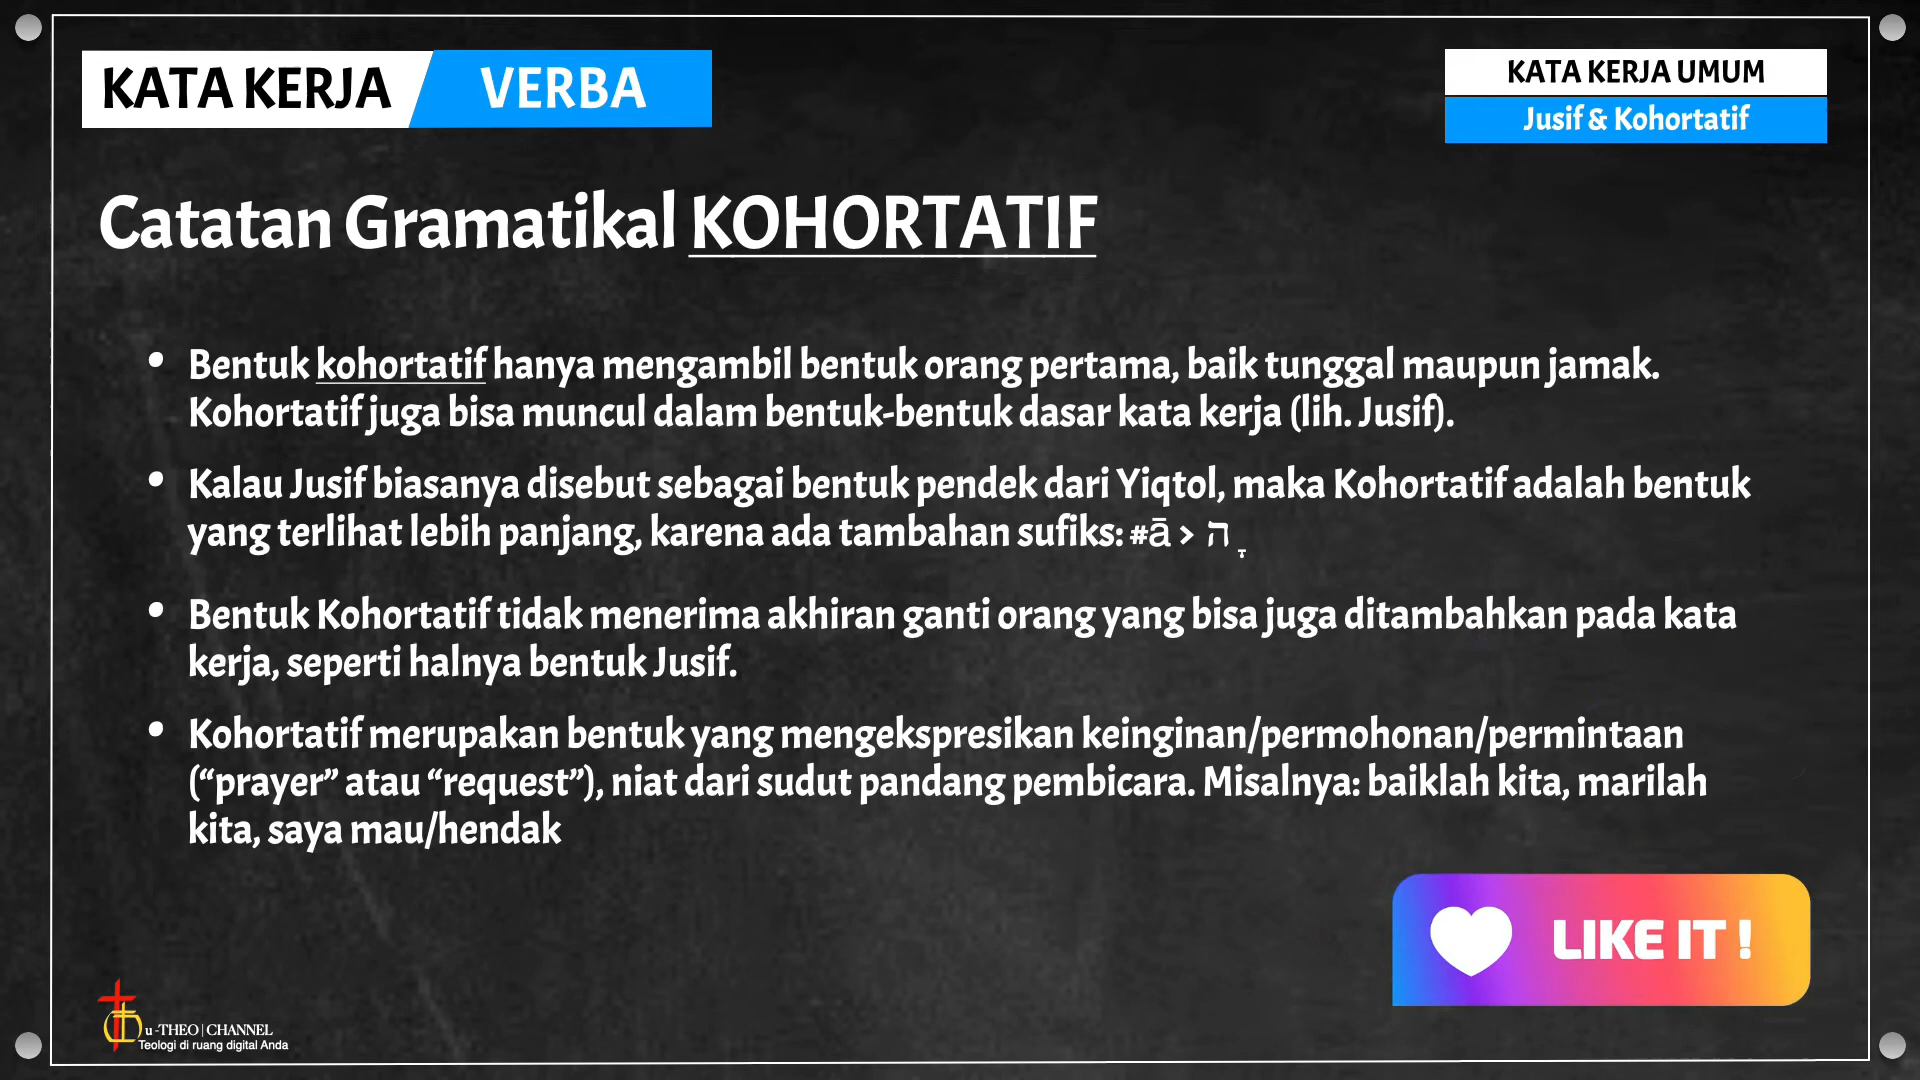 KATA KERJA VERBA
KATA KERJA UMUM
Jusif & Kohortatif
Catatan Gramatikal KOHORTATIF
• Bentuk kohortatif hanya mengambil bentuk orang pertama, baik tunggal maupun jamak.
Kohortatif juga bisa muncul dalam bentuk-bentuk dasar kata kerja (lih. Jusif).
• Kalau Jusif biasanya disebut sebagai bentuk pendek dari Yiqtol, maka Kohortatif adalah bentuk
yang terlihat lebih panjang, karena ada tambahan sufiks: #ā > ָ ה
• Bentuk Kohortatif tidak menerima akhiran ganti orang yang bisa juga ditambahkan pada kata
kerja, seperti halnya bentuk Jusif.
• Kohortatif merupakan bentuk yang mengekspresikan keinginan/permohonan/permintaan
(“prayer” atau “request”), niat dari sudut pandang pembicara. Misalnya: baiklah kita, marilah
kita, saya mau/hendak
LIKE IT !
u-THEO | CHANNEL
Teologi di ruang digital Anda